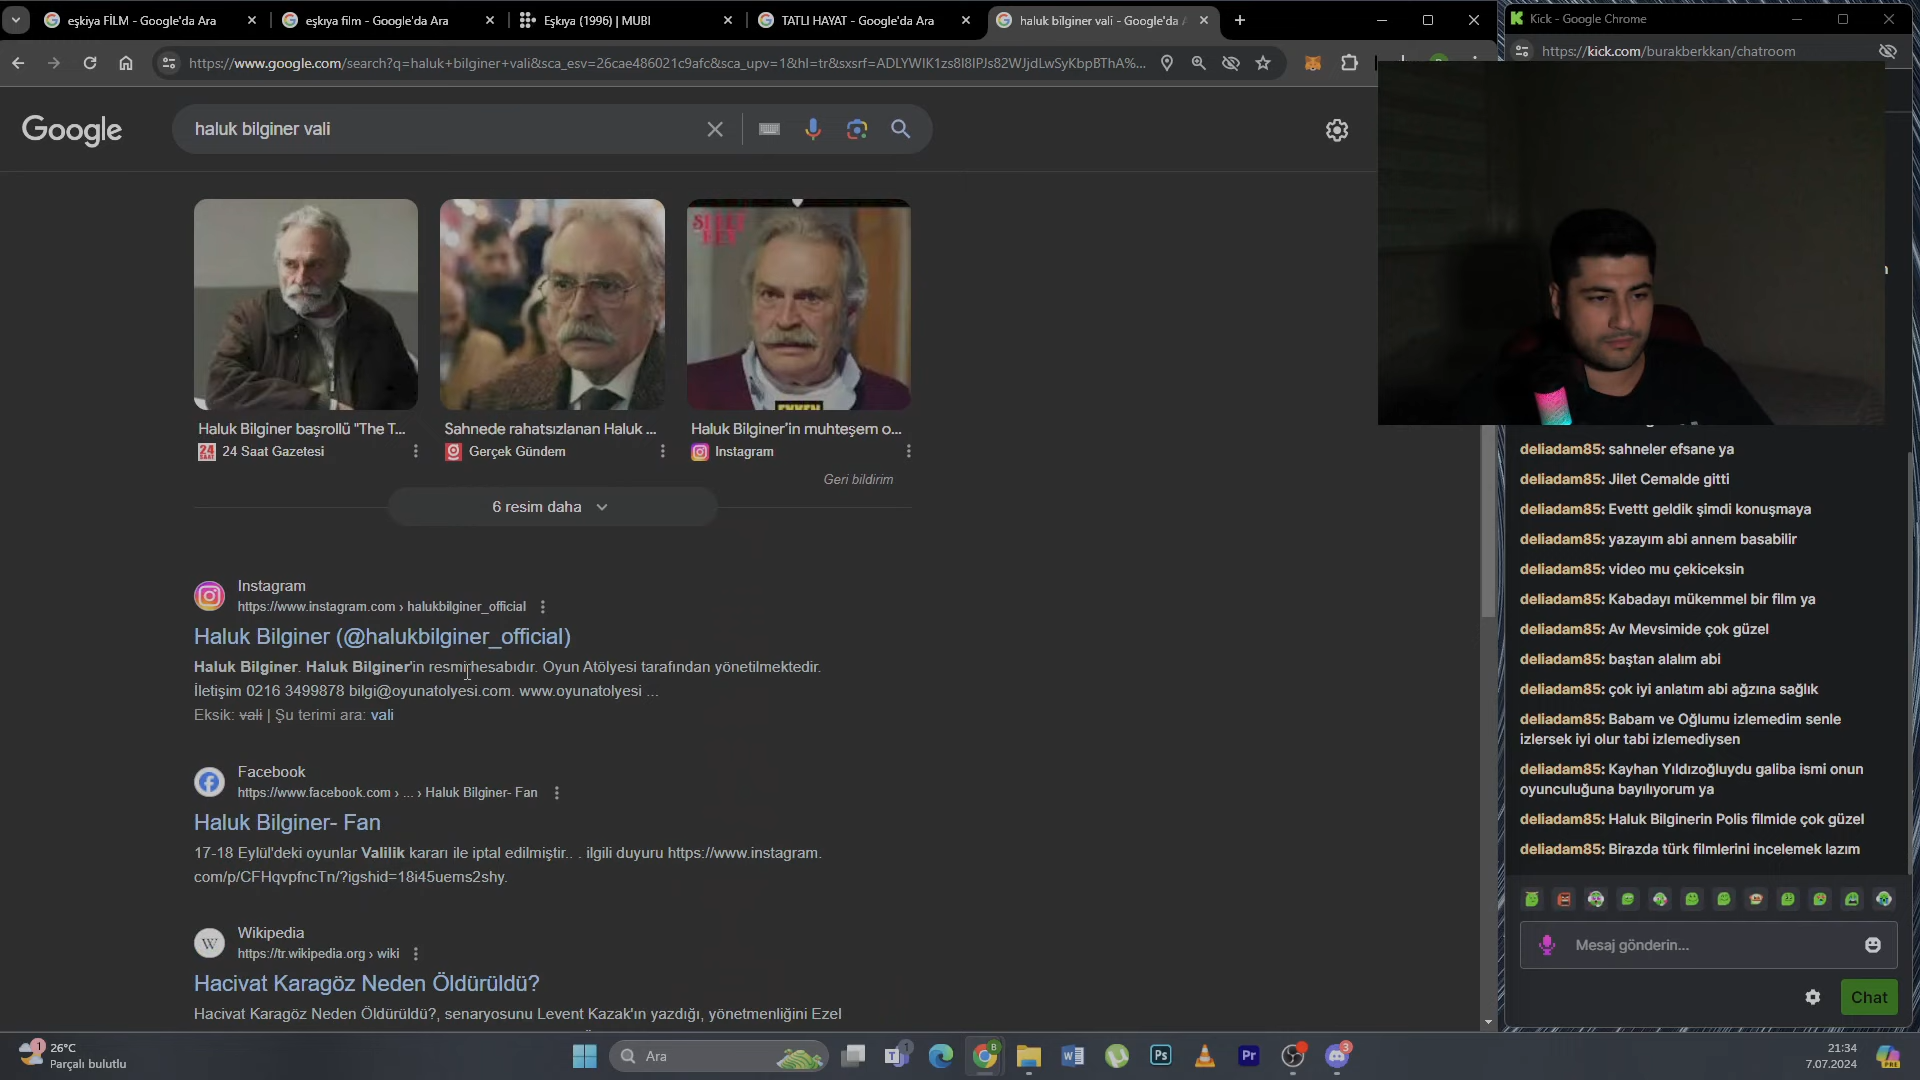 eşkiya FİLM - Google'da Ara
eşkıya film - Google'da Ara
Eşkıya (1996) | MUBI
TATLI HAYAT - Google'da Ara
haluk bilginer vali - Google'da
Kick - Google Chrome
https://www.google.com/search?q=haluk+bilginer+vali&sca_esv=26cae486021c9afc&sca_upv=1&hl=tr&sxsrf=ADLYWIK1zs8I8IPJs82WJjdLwSyKbpBThA%...
https://kick.com/burakberkkan/chatroom
Google
haluk bilginer vali
Haluk Bilginer başrollü "The T...
24 Saat Gazetesi
Sahnede rahatsızlanan Haluk ...
Gerçek Gündem
Haluk Bilginer'in muhteşem o...
Instagram
Geri bildirim
6 resim daha
Instagram
https://www.instagram.com › halukbilginer_official
Haluk Bilginer (@halukbilginer_official)
Haluk Bilginer. Haluk Bilginer'in resmi hesabıdır. Oyun Atölyesi tarafından yönetilmektedir.
İletişim 0216 3499878 bilgi@oyunatolyesi.com. www.oyunatolyesi ...
Eksik: vali | Şu terimi ara: vali
Facebook
https://www.facebook.com › ... › Haluk Bilginer- Fan
Haluk Bilginer- Fan
17-18 Eylül'deki oyunlar Valilik kararı ile iptal edilmiştir.. . ilgili duyuru https://www.instagram.
com/p/CFHqvpfncTn/?igshid=18i45uems2shy.
W
Wikipedia
https://tr.wikipedia.org › wiki
Hacivat Karagöz Neden Öldürüldü?
Hacivat Karagöz Neden Öldürüldü?, senaryosunu Levent Kazak'ın yazdığı, yönetmenliğini Ezel
deliadam85: sahneler efsane ya
deliadam85: Jilet Cemalde gitti
deliadam85: Evettt geldik şimdi konuşmaya
deliadam85: yazayım abi annem basabilir
deliadam85: video mu çekiceksin
deliadam85: Kabadayı mükemmel bir film ya
deliadam85: Av Mevsimide çok güzel
deliadam85: baştan alalım abi
deliadam85: çok iyi anlatım abi ağzına sağlık
deliadam85: Babam ve Oğlumu izlemedim senle
izlersek iyi olur tabi izlemediysen
deliadam85: Kayhan Yıldızoğluydu galiba ismi onun
oyunculuğuna bayılıyorum ya
deliadam85: Haluk Bilginerin Polis filmide çok güzel
deliadam85: Birazda türk filmlerini incelemek lazım
Mesaj gönderin...
Chat
26°C
Parçalı bulutlu
Ara
Ps
Pr
21:34
7.07.2024